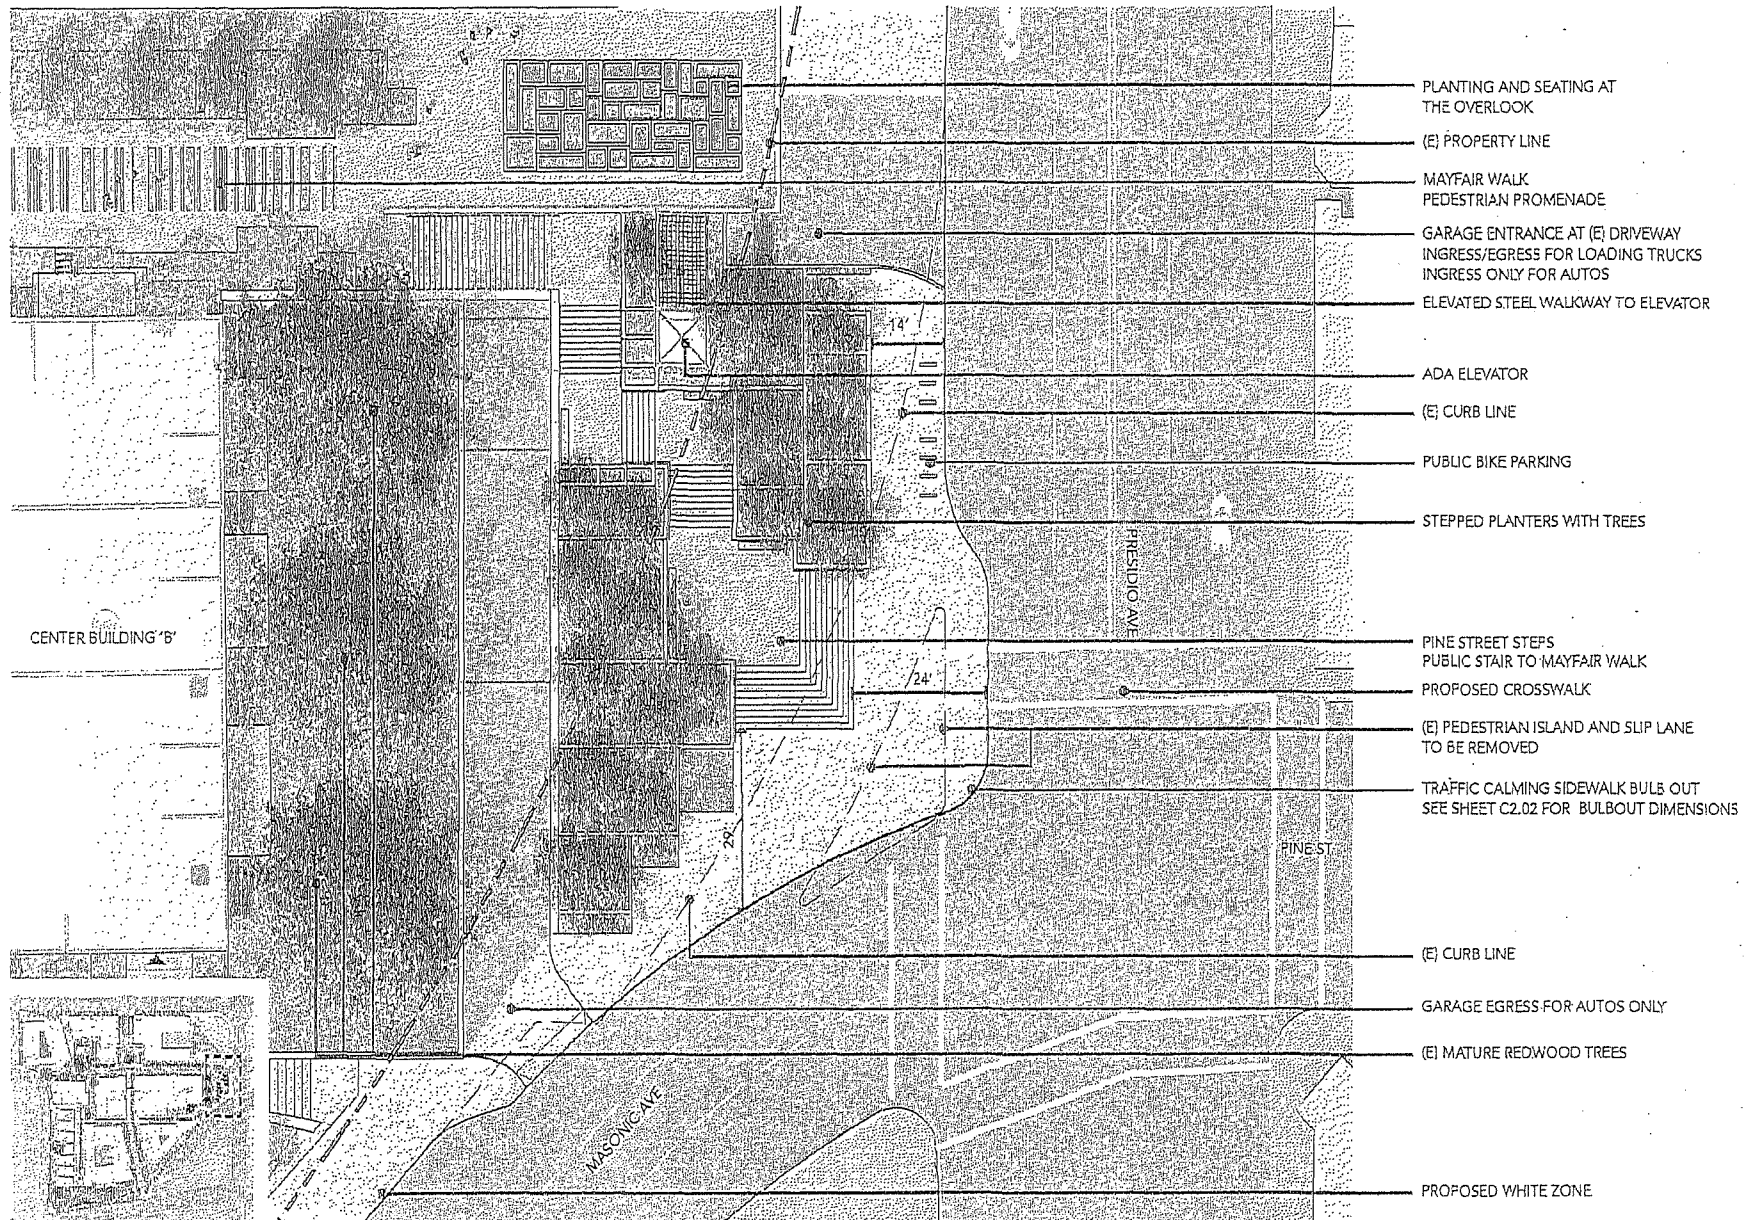 PLANTING AND SEATING AT
THE OVERLOOK
(E) PROPERTY LINE
MAYFAIR WALK
PEDESTRIAN PROMENADE
GARAGE ENTRANCE AT (E) DRIVEWAY
INGRESS/EGRESS FOR LOADING TRUCKS
INGRESS ONLY FOR AUTOS
ELEVATED STEEL WALKWAY TO ELEVATOR
14'
ADA ELEVATOR
(E) CURB LINE
PUBLIC BIKE PARKING
STEPPED PLANTERS WITH TREES
PRESIDIO AVE
CENTER BUILDING "B"
PINE STREET STEPS
PUBLIC STAIR TO MAYFAIR WALK
24'
PROPOSED CROSSWALK
(E) PEDESTRIAN ISLAND AND SLIP LANE
TO BE REMOVED
TRAFFIC CALMING SIDEWALK BULB OUT
SEE SHEET C2.02 FOR BULBOUT DIMENSIONS
29'
PINE ST.
(E) CURB LINE
GARAGE EGRESS FOR AUTOS ONLY
(E) MATURE REDWOOD TREES
MASONIC AVE
PROPOSED WHITE ZONE